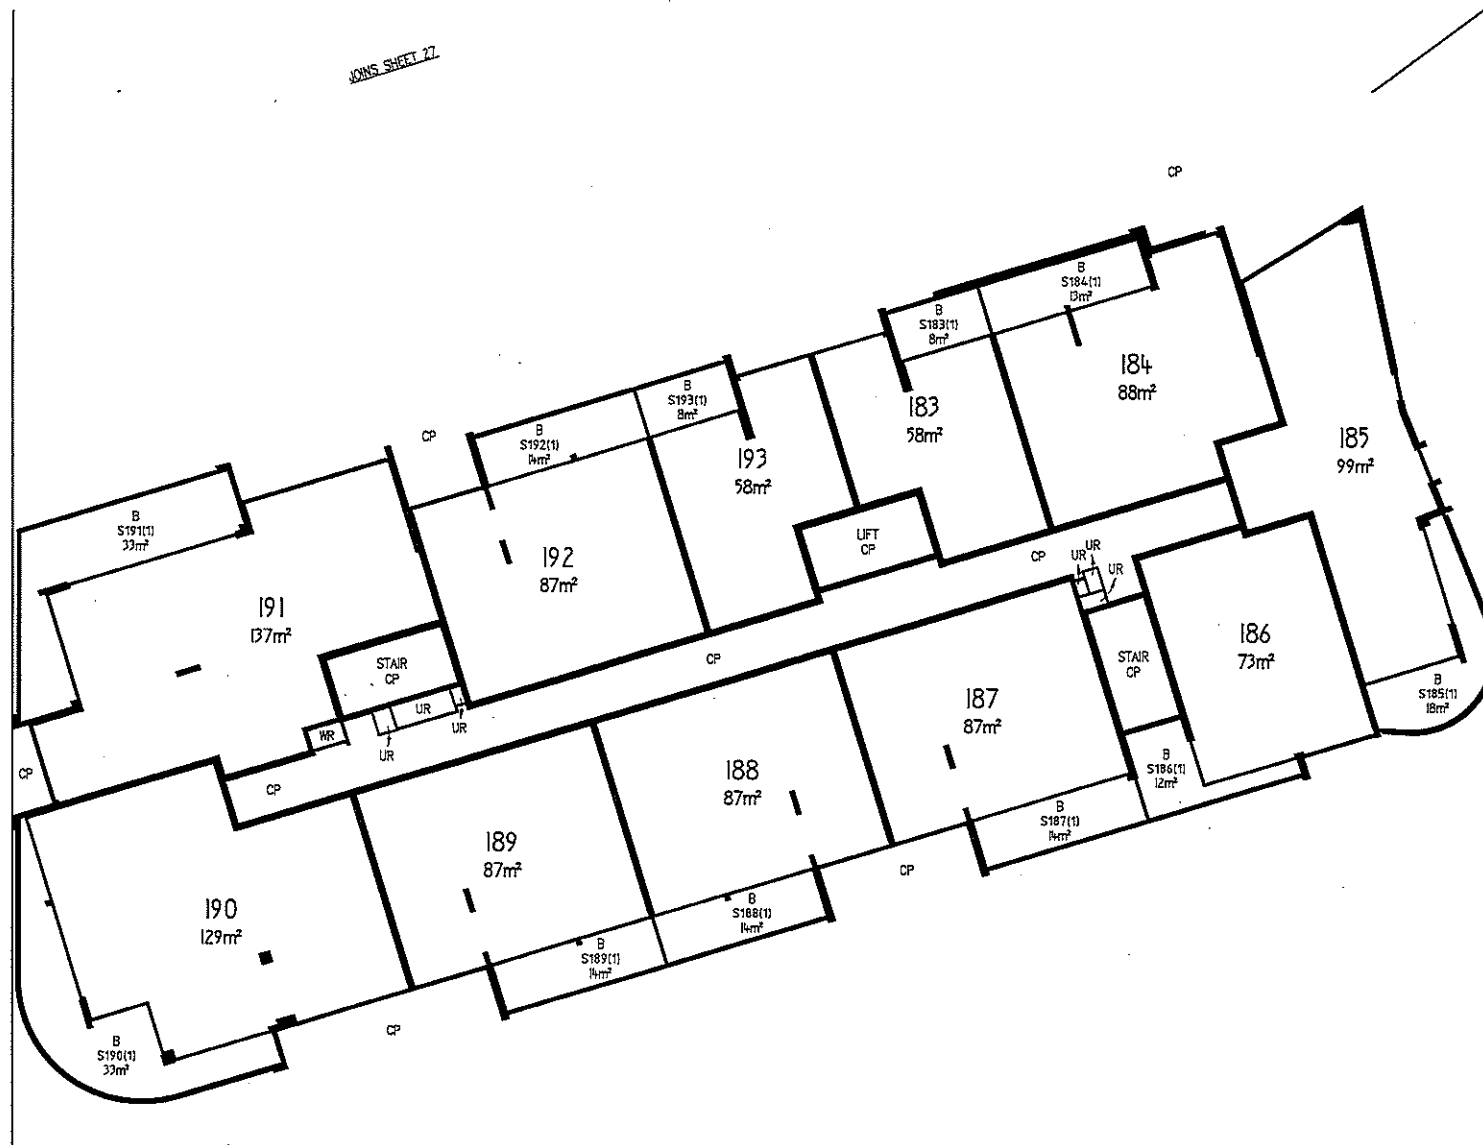 JOINS SHEET 27
CP
B
S184(1)
13m²
B
S183(1)
8m²
184
88m²
B
S193(1)
8m²
183
58m²
CP
B
S192(1)
14m²
185
99m²
193
58m²
B
S191(1)
33m²
LIFT
CP
192
87m²
CP
UR
UR
UR
191
137m²
186
73m²
STAIR
CP
CP
STAIR
CP
B
S185(1)
18m²
187
87m²
UR
UR
WR
UR
188
87m²
B
S186(1)
12m²
CP
CP
B
S187(1)
14m²
189
87m²
CP
190
129m²
B
S188(1)
14m²
B
S189(1)
14m²
CP
B
S190(1)
33m²